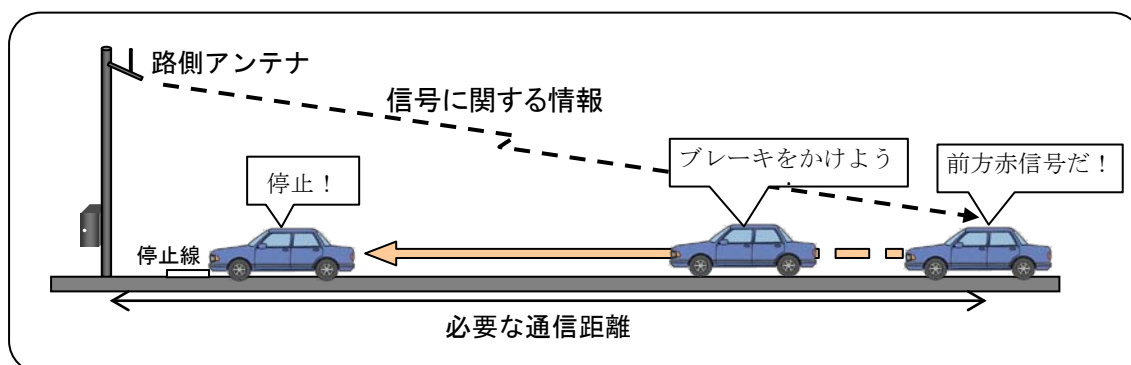 路側アンテナ
信号に関する情報
ブレーキをかけよう
前方赤信号だ！
停止！
停止線
必要な通信距離